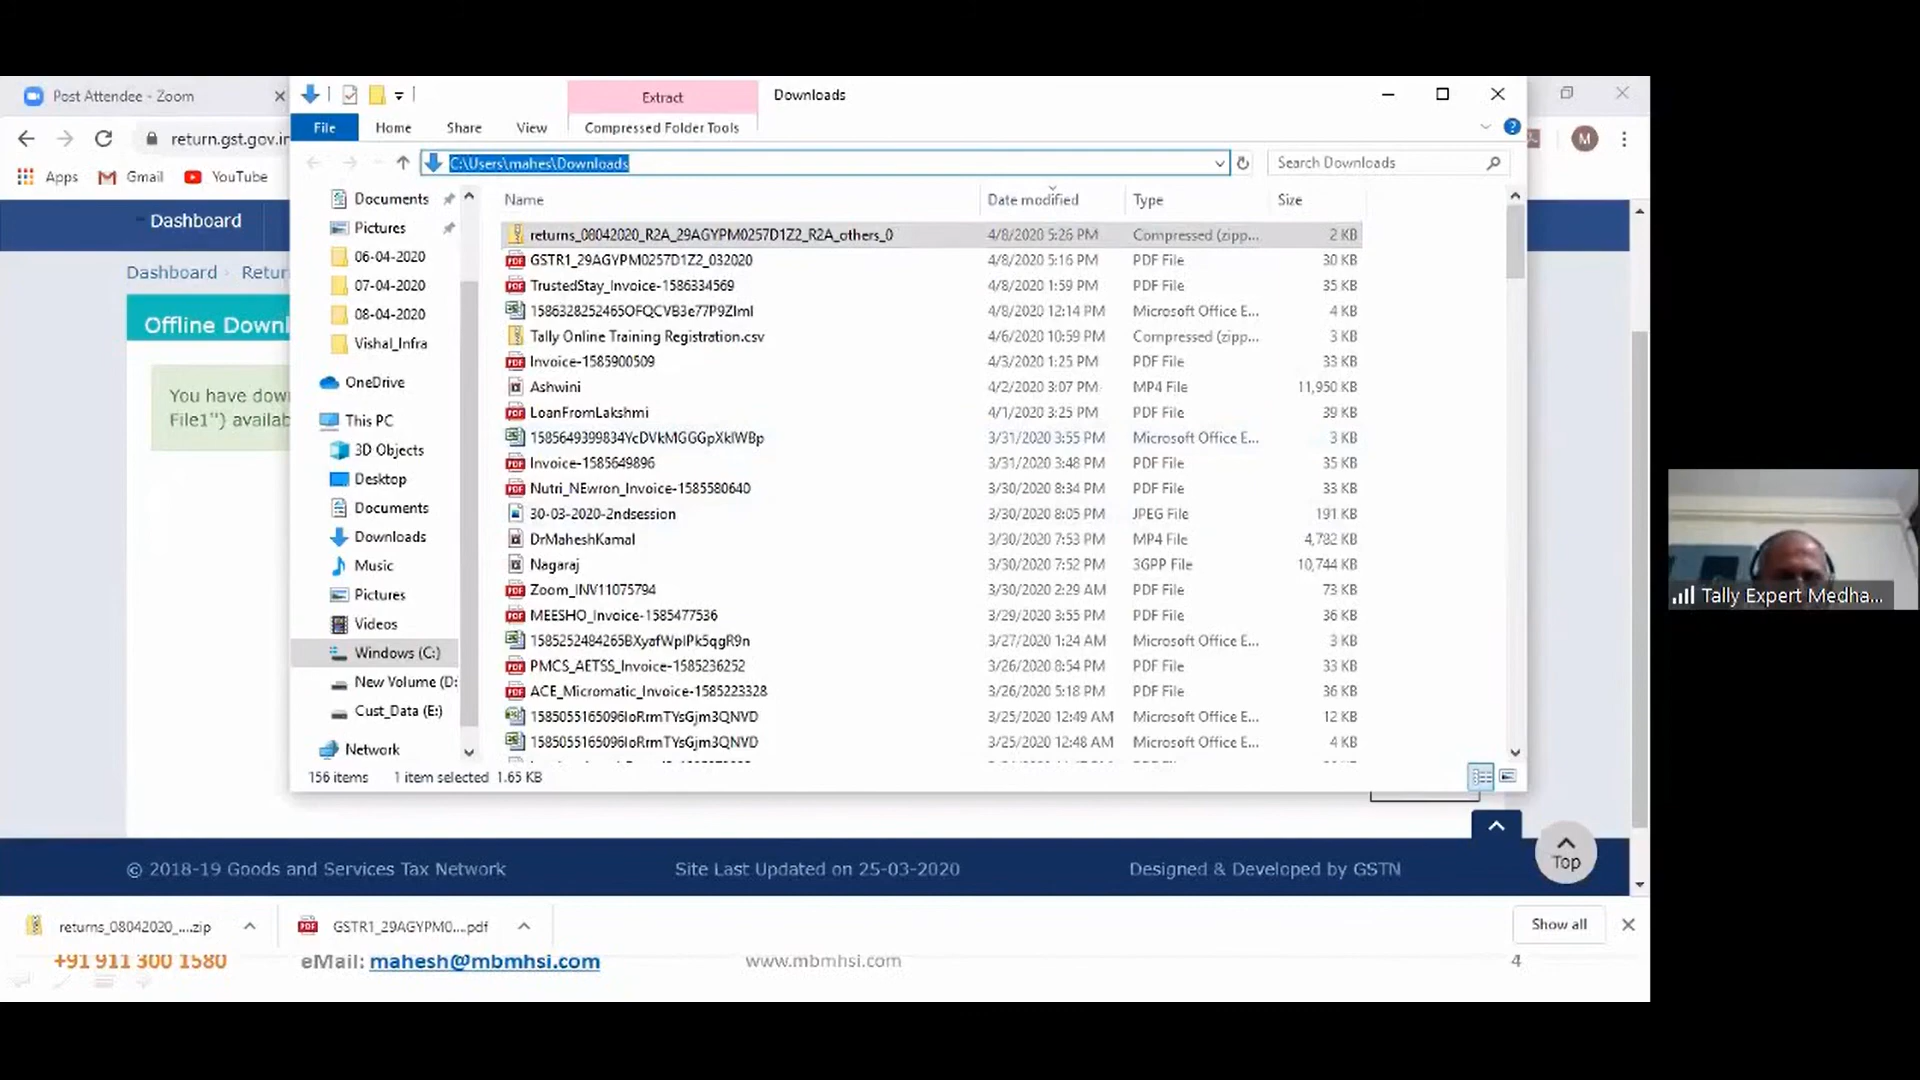 Post Attendee - Zoom
return.gst.gov.in
Apps
Gmail
YouTube
Dashboard
Dashboard
Offline Downl
You have dow
File1") availab
Extract
Downloads
File
Home
Share
View
Compressed Folder Tools
C:\Users\mahes\Downloads
Search Downloads
M
Documents
Pictures
06-04-2020
07-04-2020
08-04-2020
Vishal_Infra
OneDrive
This PC
3D Objects
Desktop
Documents
Downloads
Music
Pictures
Videos
Windows (C:)
New Volume (D:
Cust_Data (E:)
Network
Name Date modified Type Size
returns_08042020_R2A_29AGYPM0257D1Z2_R2A_others_0 4/8/2020 5:26 PM Compressed (zipp... 2 KB
GSTR1_29AGYPM0257D1Z2_032020 4/8/2020 5:16 PM PDF File 30 KB
TrustedStay_Invoice-1586334569 4/8/2020 1:59 PM PDF File 35 KB
4/8/2020 12:14 PM Microsoft Office E... 4 KB
Tally Online Training Registration.csv 4/6/2020 10:59 PM Compressed (zipp... 3 KB
Invoice-1585900509 4/3/2020 1:25 PM PDF File 33 KB
Ashwini 4/2/2020 3:07 PM MP4 File 11,950 KB
LoanFromLakshmi 4/1/2020 3:25 PM PDF File 39 KB
3/31/2020 3:55 PM Microsoft Office E... 3 KB
Invoice-1585649896 3/31/2020 3:48 PM PDF File 35 KB
Nutri_NEwron_Invoice-1585580640 3/30/2020 8:34 PM PDF File 33 KB
30-03-2020-2ndsession 3/30/2020 8:05 PM JPEG File 191 KB
DrMaheshKamal 3/30/2020 7:53 PM MP4 File 4,782 KB
Nagaraj 3/30/2020 7:52 PM 3GPP File 10,744 KB
Zoom_INV11075794 3/30/2020 2:29 AM PDF File 73 KB
MEESHO_Invoice-1585477536 3/29/2020 3:55 PM PDF File 36 KB
3/27/2020 1:24 AM Microsoft Office E... 3 KB
PMCS_AETSS_Invoice-1585236252 3/26/2020 8:54 PM PDF File 33 KB
ACE_Micromatic_Invoice-1585223328 3/26/2020 5:18 PM PDF File 36 KB
3/25/2020 12:49 AM Microsoft Office E... 12 KB
3/25/2020 12:48 AM Microsoft Office E... 4 KB
156 items 1 item selected 1.65 KB
Tally Expert Medha...
Top
© 2018-19 Goods and Services Tax Network Site Last Updated on 25-03-2020 Designed & Developed by GSTN
returns_08042020_....zip GSTR1_29AGYPM0....pdf Show all
+91 911 300 1580 eMail: mahesh@mbmhsi.com www.mbmhsi.com 4